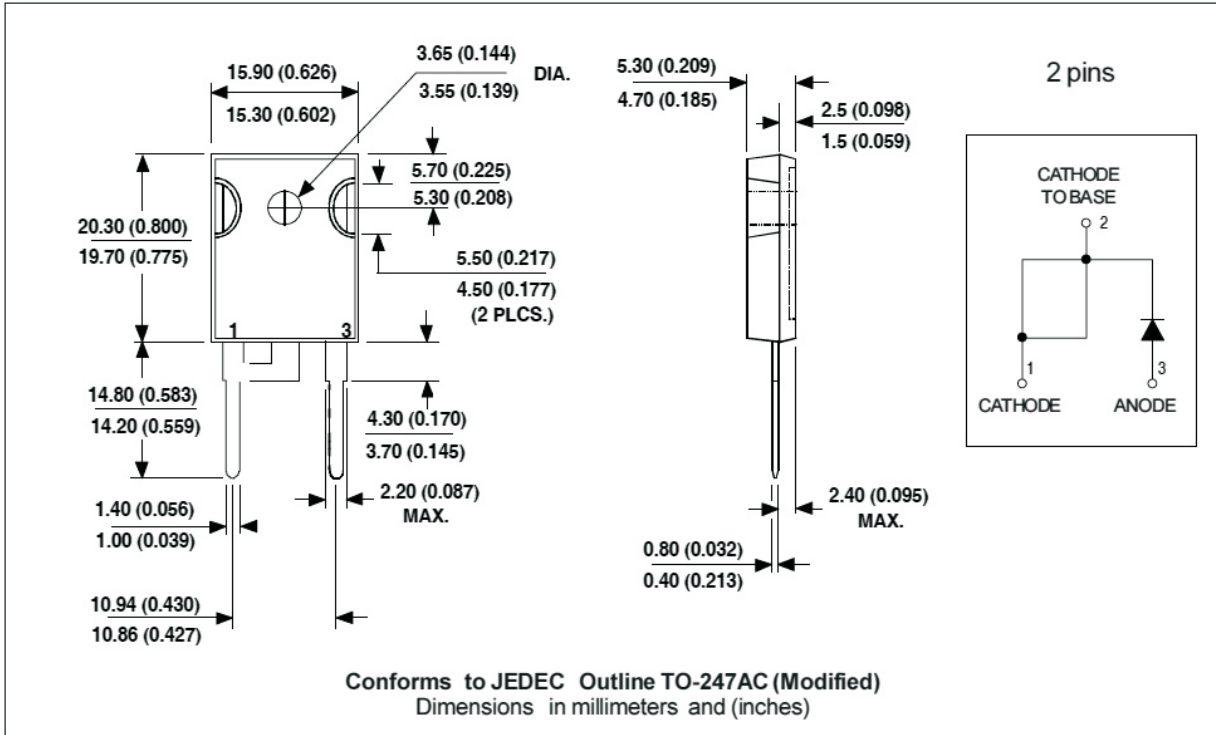 15.90 (0.626)
15.30 (0.602)
3.65 (0.144)
3.55 (0.139)
DIA.
5.70 (0.225)
5.30 (0.208)
20.30 (0.800)
19.70 (0.775)
5.50 (0.217)
4.50 (0.177)
(2 PLCS.)
1
3
14.80 (0.583)
14.20 (0.559)
4.30 (0.170)
3.70 (0.145)
1.40 (0.056)
1.00 (0.039)
2.20 (0.087)
MAX.
10.94 (0.430)
10.86 (0.427)
5.30 (0.209)
4.70 (0.185)
2.5 (0.098)
1.5 (0.059)
2.40 (0.095)
MAX.
0.80 (0.032)
0.40 (0.213)
2 pins
CATHODE
TO BASE
2
1
3
CATHODE
ANODE
Conforms to JEDEC Outline TO-247AC (Modified)
Dimensions in millimeters and (inches)